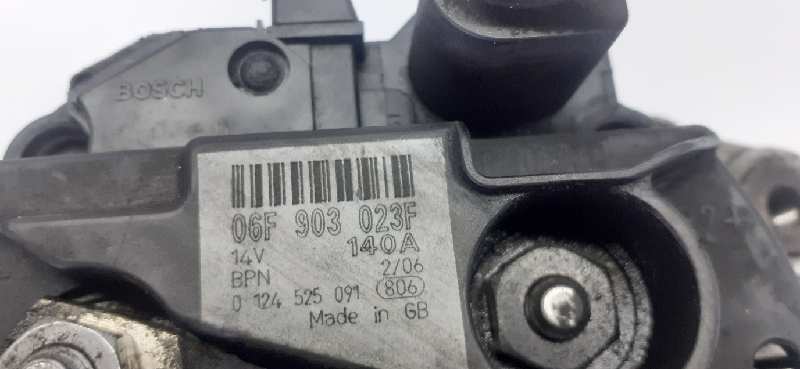 BOSCH
06F 903 023F
14V 140A
BPN 2/06
0 124 525 091 806
Made in GB